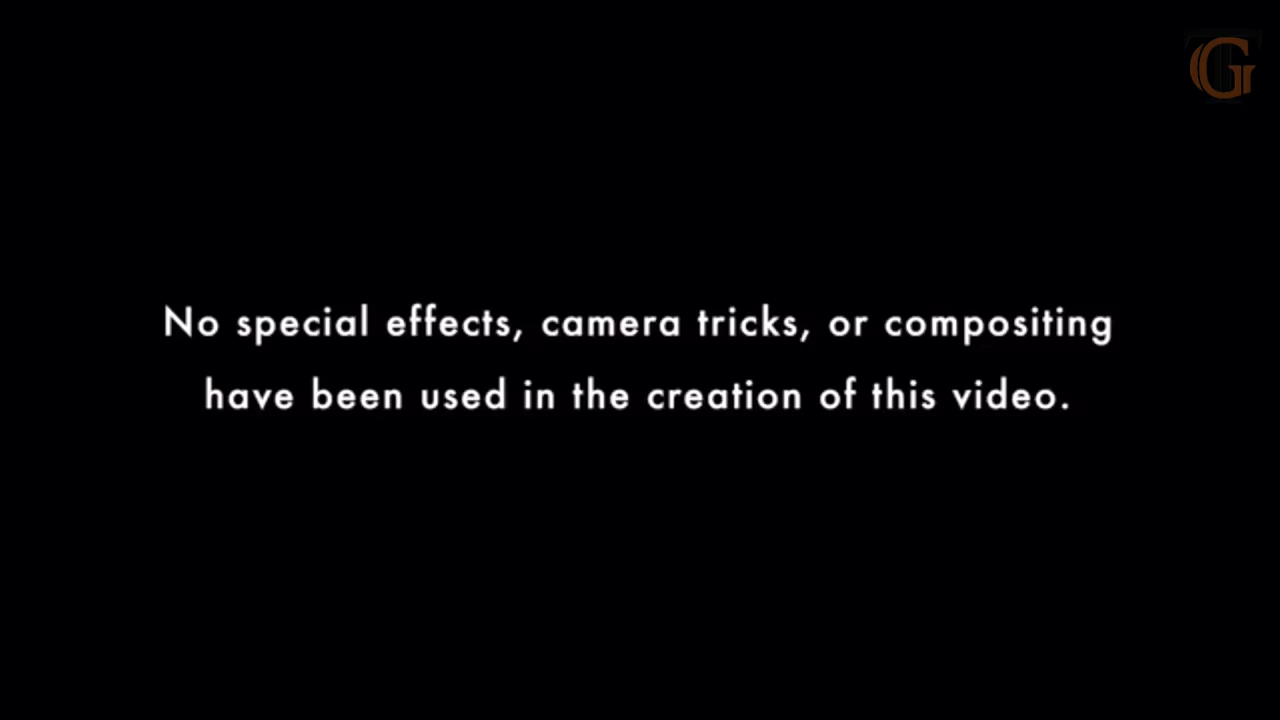 G
No special effects, camera tricks, or compositing
have been used in the creation of this video.